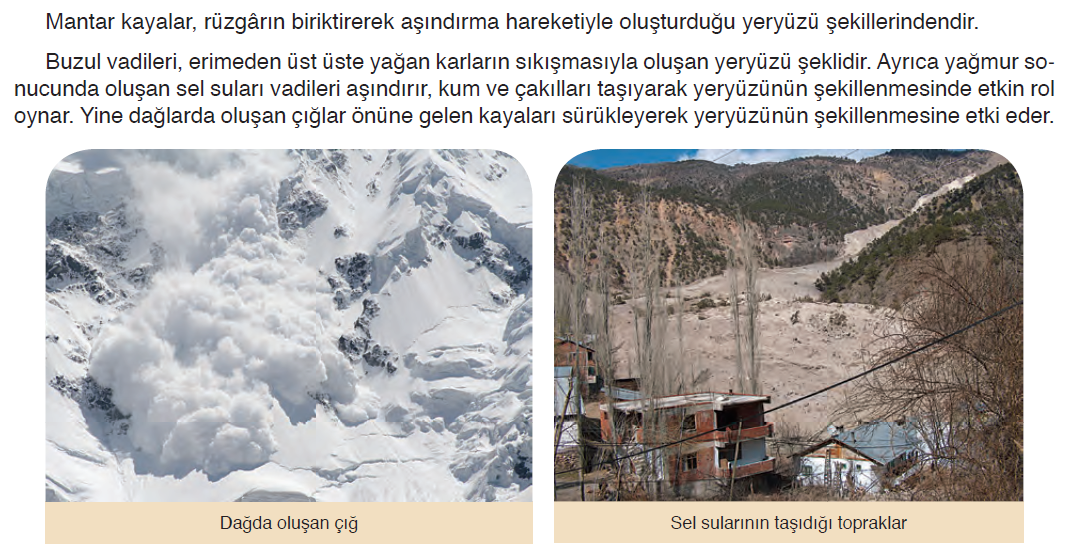 Mantar kayalar, rüzgârın biriktirerek aşındırma hareketiyle oluşturduğu yeryüzü şekillerindendir.
Buzul vadileri, erimeden üst üste yağan karların sıkışmasıyla oluşan yeryüzü şeklidir. Ayrıca yağmur so-
nucunda oluşan sel suları vadileri aşındırır, kum ve çakılları taşıyarak yeryüzünün şekillenmesinde etkin rol
oynar. Yine dağlarda oluşan çığlar önüne gelen kayaları sürükleyerek yeryüzünün şekillenmesine etki eder.
Dağda oluşan çığ
Sel sularının taşıdığı topraklar